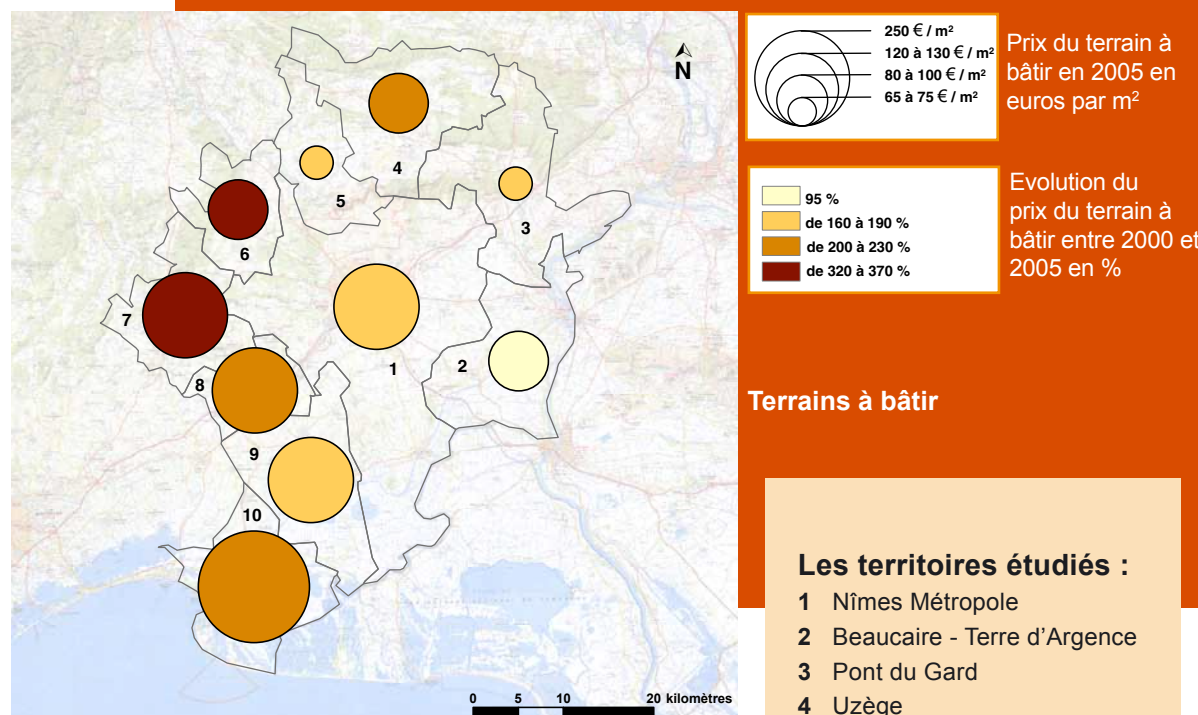 N
4
5
3
6
7
1
2
8
9
10
0 5 10 20 kilomètres
250 € / m²
120 à 130 € / m²
80 à 100 € / m²
65 à 75 € / m²
Prix du terrain à
bâtir en 2005 en
euros par m²
95 %
de 160 à 190 %
de 200 à 230 %
de 320 à 370 %
Evolution du
prix du terrain à
bâtir entre 2000 et
2005 en %
Terrains à bâtir
Les territoires étudiés :
1 Nîmes Métropole
2 Beaucaire - Terre d'Argence
3 Pont du Gard
4 Uzège